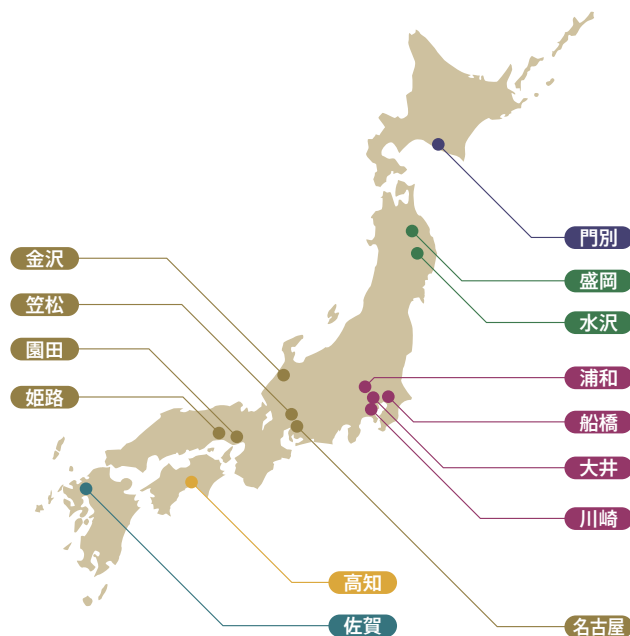 門別
盛岡
水沢
金沢
笠松
園田
姫路
浦和
船橋
大井
川崎
高知
佐賀
名古屋